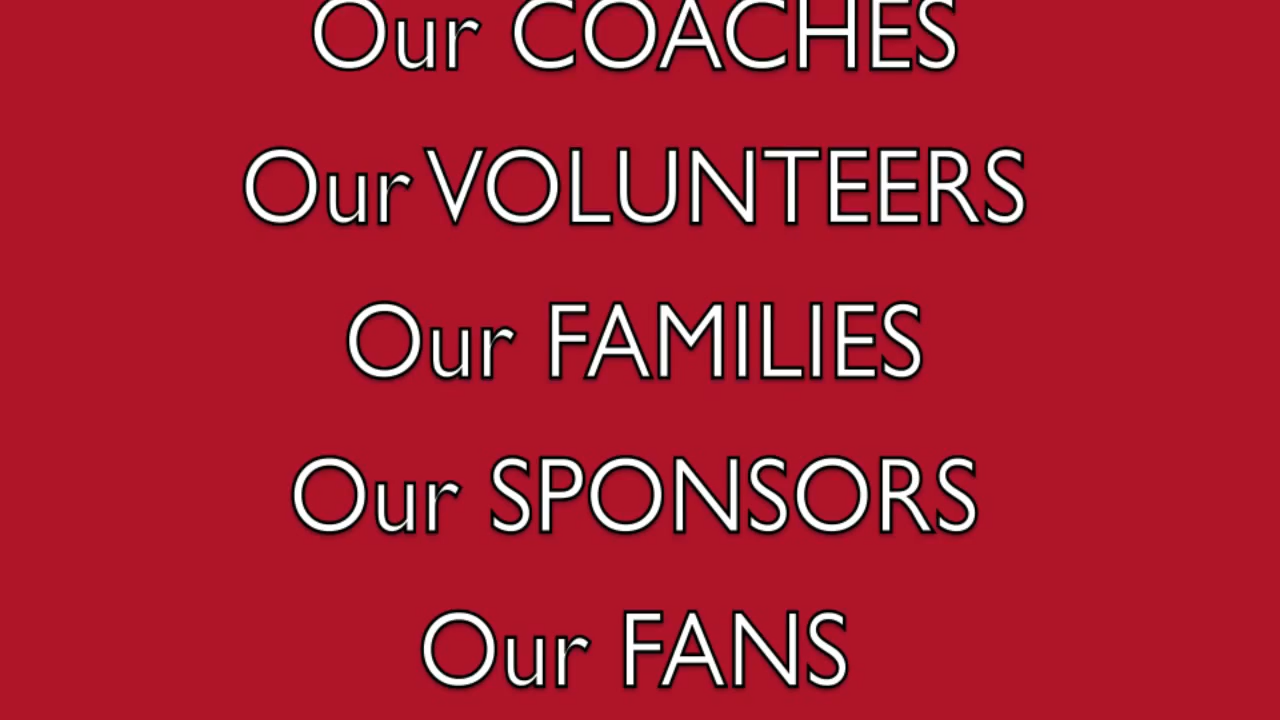 Our COACHES
Our VOLUNTEERS
Our FAMILIES
Our SPONSORS
Our FANS